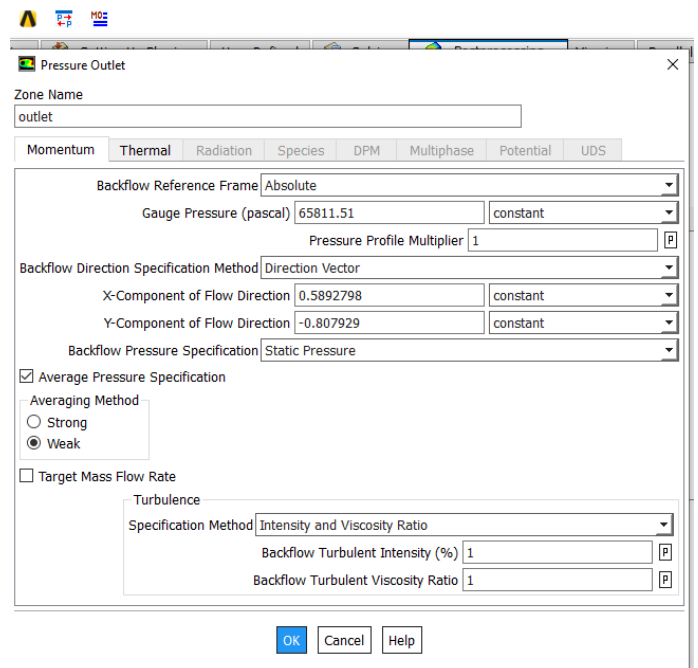 MO
Pressure Outlet
Zone Name
outlet
Momentum Thermal Radiation Species DPM Multiphase Potential UDS
Backflow Reference Frame Absolute
Gauge Pressure (pascal) 65811.51 constant
Pressure Profile Multiplier 1 P
Backflow Direction Specification Method Direction Vector
X-Component of Flow Direction 0.5892798 constant
Y-Component of Flow Direction -0.807929 constant
Backflow Pressure Specification Static Pressure
Average Pressure Specification
Averaging Method
Strong
Weak
Target Mass Flow Rate
Turbulence
Specification Method Intensity and Viscosity Ratio
Backflow Turbulent Intensity (%) 1 P
Backflow Turbulent Viscosity Ratio 1 P
OK Cancel Help